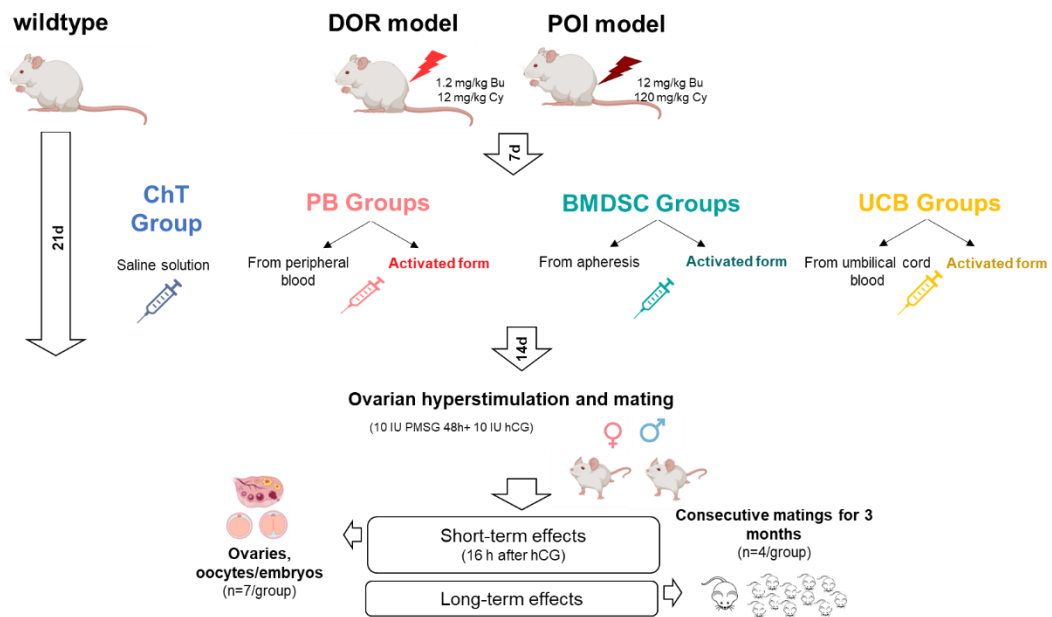 wildtype
DOR model
POI model
1.2 mg/kg Bu
12 mg/kg Cy
12 mg/kg Bu
120 mg/kg Cy
7d
21d
ChT
Group
Saline solution
PB Groups
From peripheral
blood
Activated form
BMDSC Groups
From apheresis
Activated form
UCB Groups
From umbilical cord
blood
Activated form
14d
Ovarian hyperstimulation and mating
(10 IU PMSG 48h+ 10 IU hCG)
Short-term effects
(16 h after hCG)
Long-term effects
Ovaries,
oocytes/embryos
(n=7/group)
Consecutive matings for 3
months
(n=4/group)